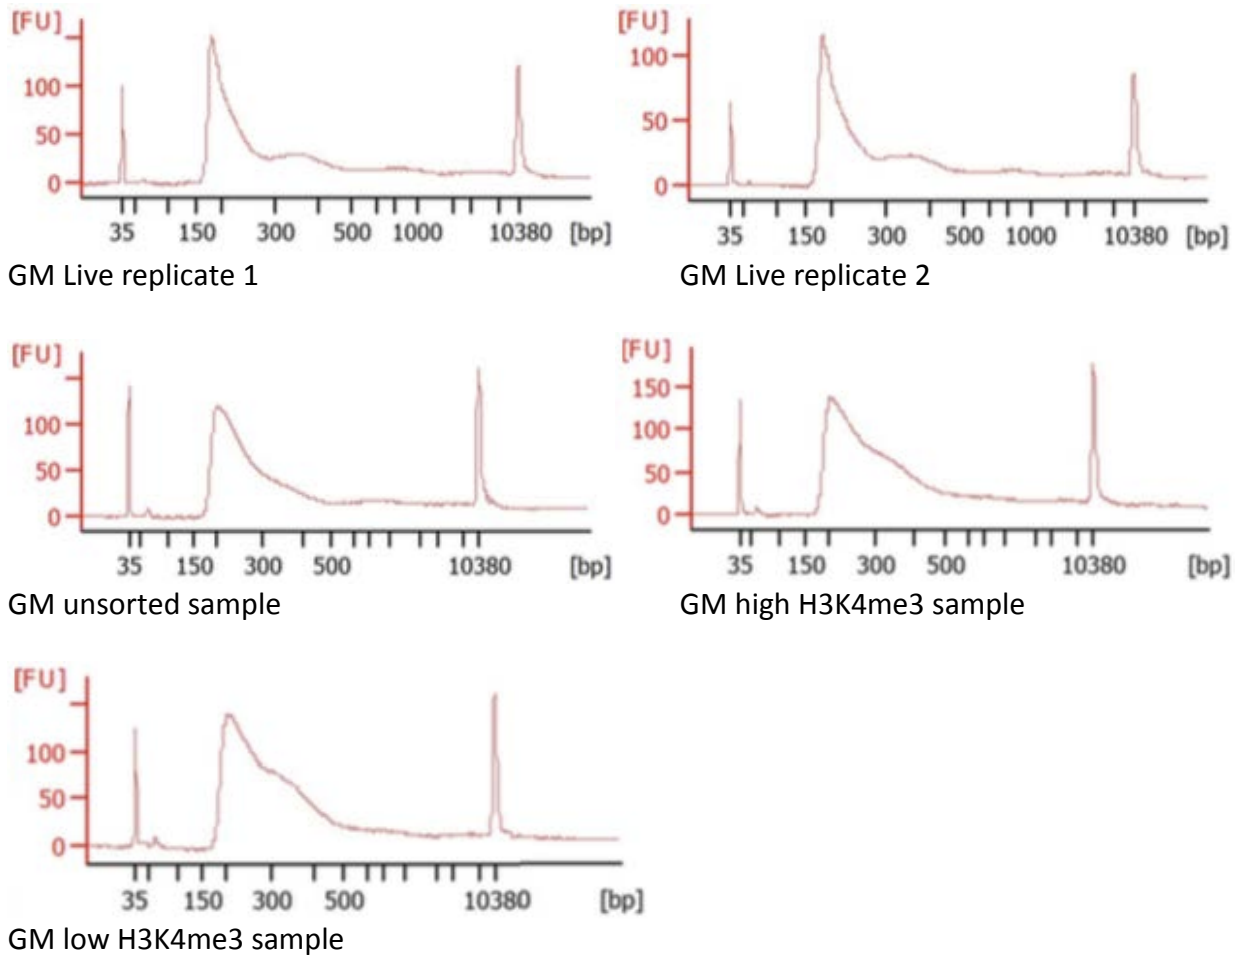 [FU]
100
50
0
35 150 300 500 1000 10380 [bp]
GM Live replicate 1
[FU]
100
50
0
35 150 300 500 1000 10380 [bp]
GM Live replicate 2
[FU]
100
50
0
35 150 300 500 10380 [bp]
GM unsorted sample
[FU]
150
100
50
0
35 150 300 500 10380 [bp]
GM high H3K4me3 sample
[FU]
100
50
0
35 150 300 500 10380 [bp]
GM low H3K4me3 sample